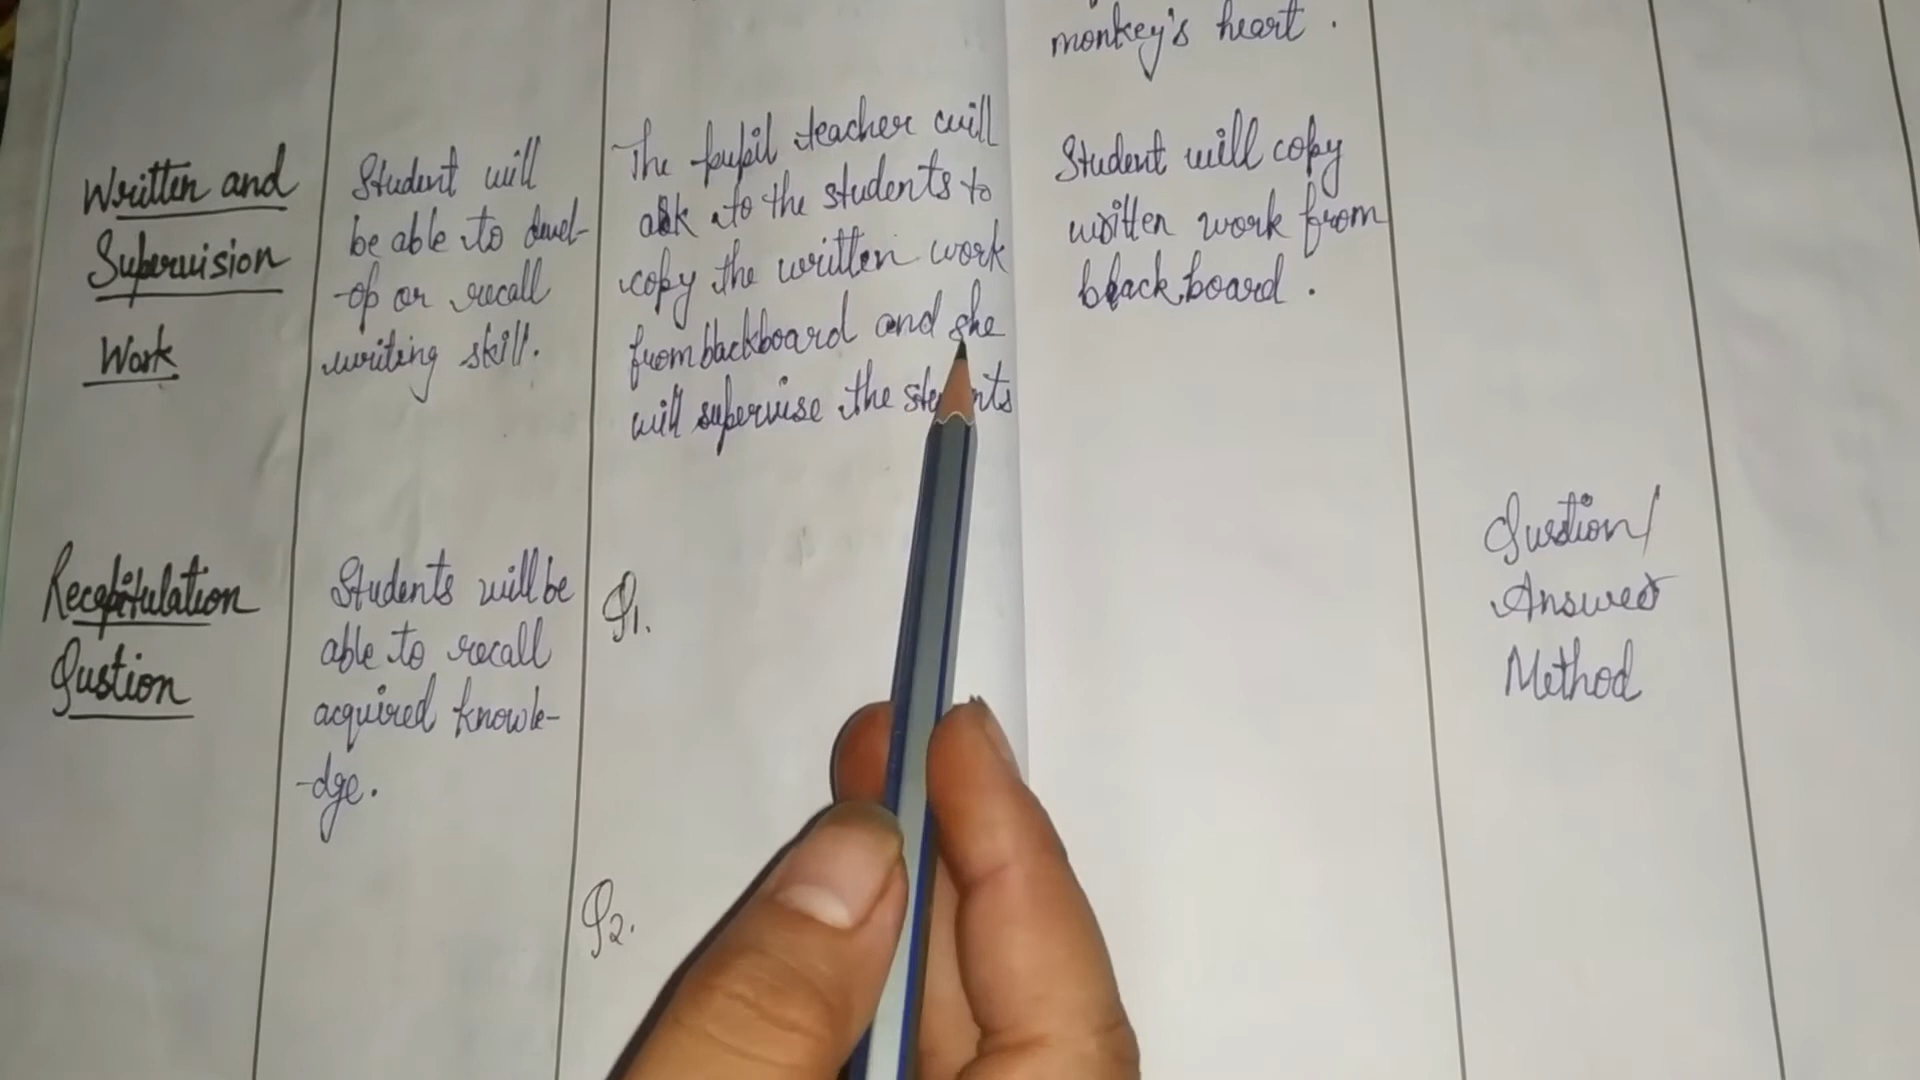 monkey's heart .
Written and
Supervision
Work
Student will
be able to devel-
-op or recall
writing skill.
The pupil teacher will
ask to the students to
copy the written work
from blackboard and she
will supervise the students
Student will copy
written work from
blackboard .
Recapitulation
Qustion
Students will be
able to recall
acquired knowle-
-dge.
Q1.
Q2.
Question/
Answer
Method